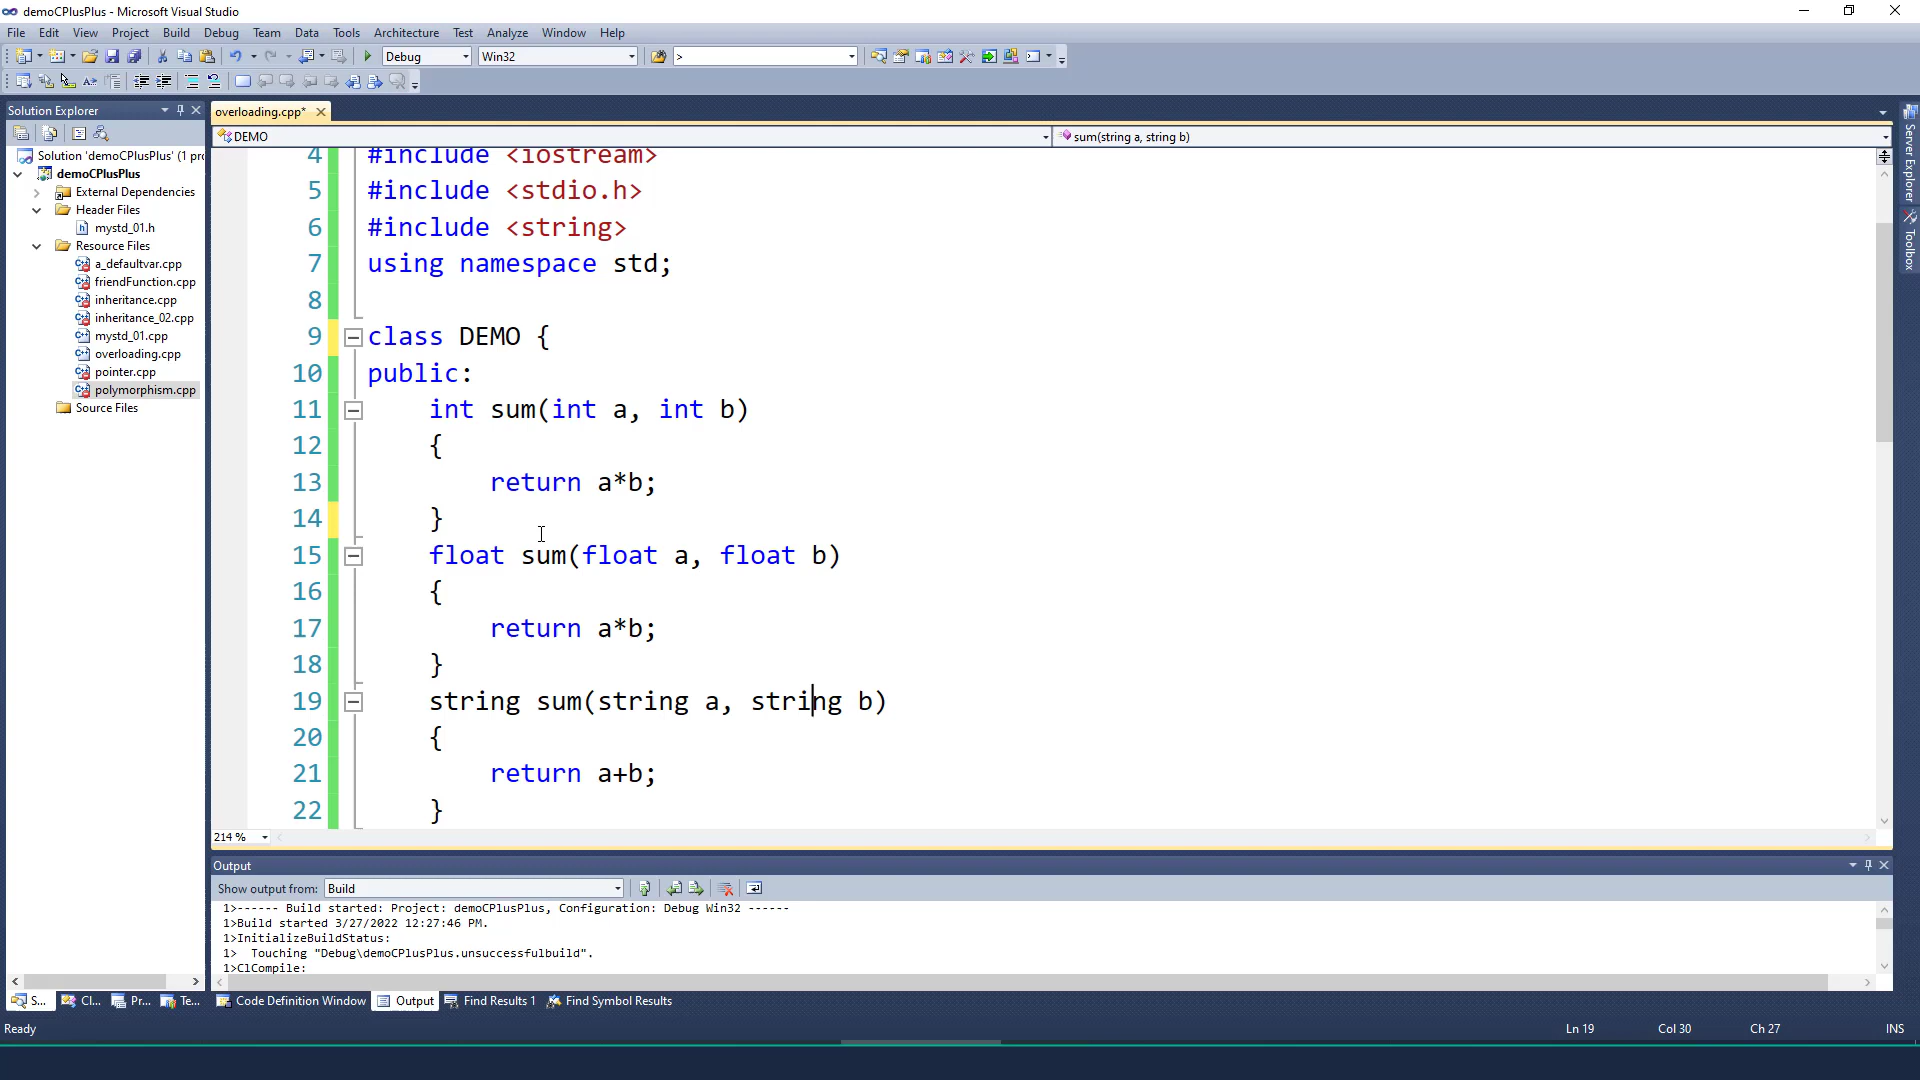 demoCPlusPlus - Microsoft Visual Studio
File Edit View Project Build Debug Team Data Tools Architecture Test Analyze Window Help
Debug Win32 >
Solution Explorer
Solution 'demoCPlusPlus' (1 prc
demoCPlusPlus
External Dependencies
Header Files
mystd_01.h
Resource Files
a_defaultvar.cpp
friendFunction.cpp
inheritance.cpp
inheritance_02.cpp
mystd_01.cpp
overloading.cpp
pointer.cpp
polymorphism.cpp
Source Files
S... Cl... Pr... Te...
overloading.cpp*
DEMO sum(string a, string b)
4 #include <iostream>
5 #include <stdio.h>
6 #include <string>
7 using namespace std;
8
9 class DEMO {
10 public:
11 int sum(int a, int b)
12 {
13 return a*b;
14 }
15 float sum(float a, float b)
16 {
17 return a*b;
18 }
19 string sum(string a, string b)
20 {
21 return a+b;
22 }
214 %
Server Explorer
Toolbox
Output
Show output from: Build
1>------ Build started: Project: demoCPlusPlus, Configuration: Debug Win32 ------
1>Build started 3/27/2022 12:27:46 PM.
1>InitializeBuildStatus:
1>  Touching "Debug\demoCPlusPlus.unsuccessfulbuild".
1>ClCompile:
Code Definition Window Output Find Results 1 Find Symbol Results
Ready Ln 19 Col 30 Ch 27 INS